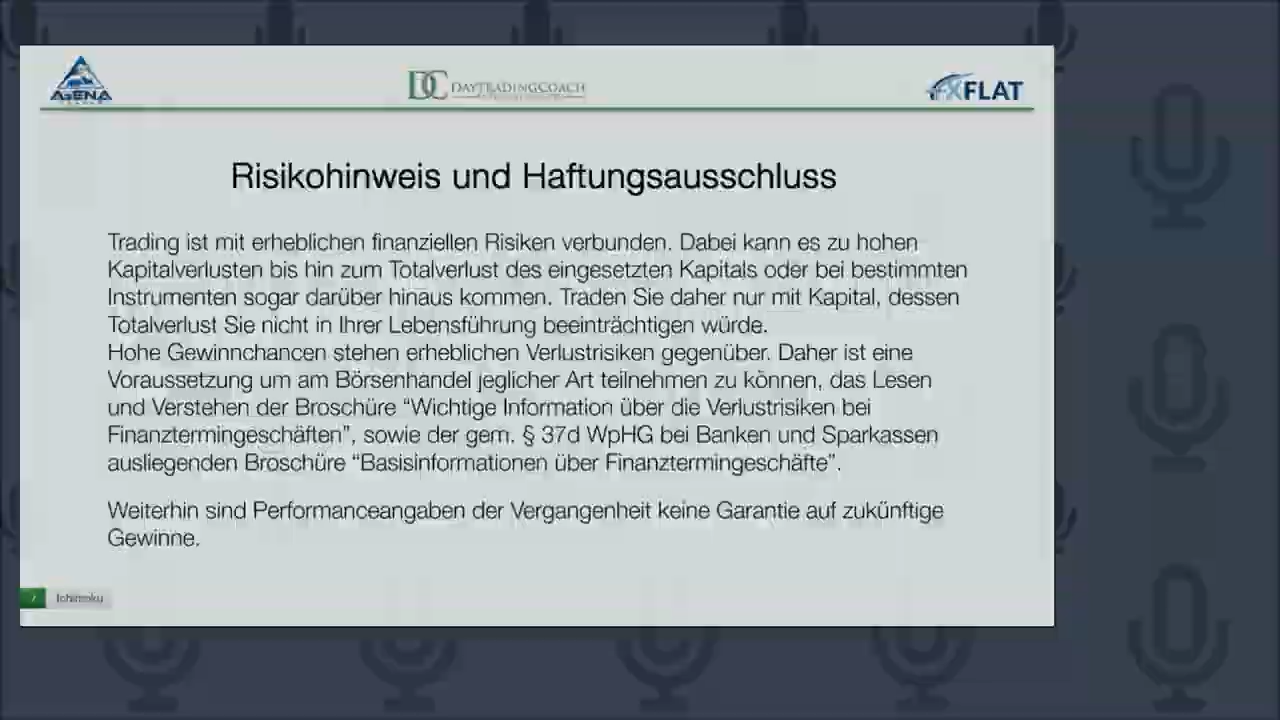 AgENA
DC DAYTRADINGCOACH
FXFLAT
Risikohinweis und Haftungsausschluss
Trading ist mit erheblichen finanziellen Risiken verbunden. Dabei kann es zu hohen
Kapitalverlusten bis hin zum Totalverlust des eingesetzten Kapitals oder bei bestimmten
Instrumenten sogar darüber hinaus kommen. Traden Sie daher nur mit Kapital, dessen
Totalverlust Sie nicht in Ihrer Lebensführung beeinträchtigen würde.
Hohe Gewinnchancen stehen erheblichen Verlustrisiken gegenüber. Daher ist eine
Voraussetzung um am Börsenhandel jeglicher Art teilnehmen zu können, das Lesen
und Verstehen der Broschüre “Wichtige Information über die Verlustrisiken bei
Finanztermingeschäften”, sowie der gem. § 37d WpHG bei Banken und Sparkassen
ausliegenden Broschüre “Basisinformationen über Finanztermingeschäfte”.
Weiterhin sind Performanceangaben der Vergangenheit keine Garantie auf zukünftige
Gewinne.
Ichimoku